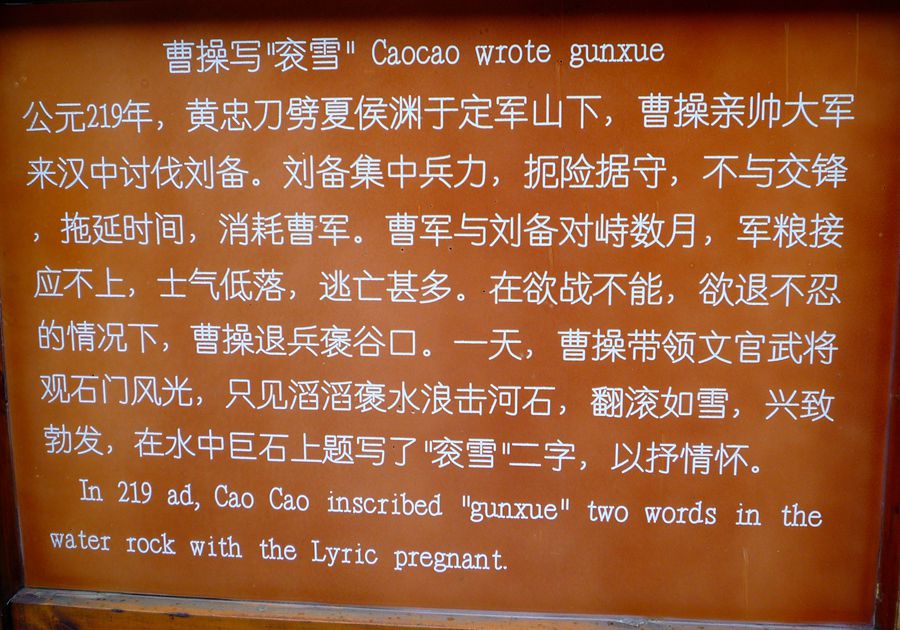 曹操写"衮雪" Caocao wrote gunxue
公元219年，黄忠刀劈夏侯渊于定军山下，曹操亲帅大军
来汉中讨伐刘备。刘备集中兵力，扼险据守，不与交锋
，拖延时间，消耗曹军。曹军与刘备对峙数月，军粮接
应不上，士气低落，逃亡甚多。在欲战不能，欲退不忍
的情况下，曹操退兵褒谷口。一天，曹操带领文官武将
观石门风光，只见滔滔褒水浪击河石，翻滚如雪，兴致
勃发，在水中巨石上题写了"衮雪"二字，以抒情怀。
In 219 ad, Cao Cao inscribed "gunxue" two words in the
water rock with the Lyric pregnant.